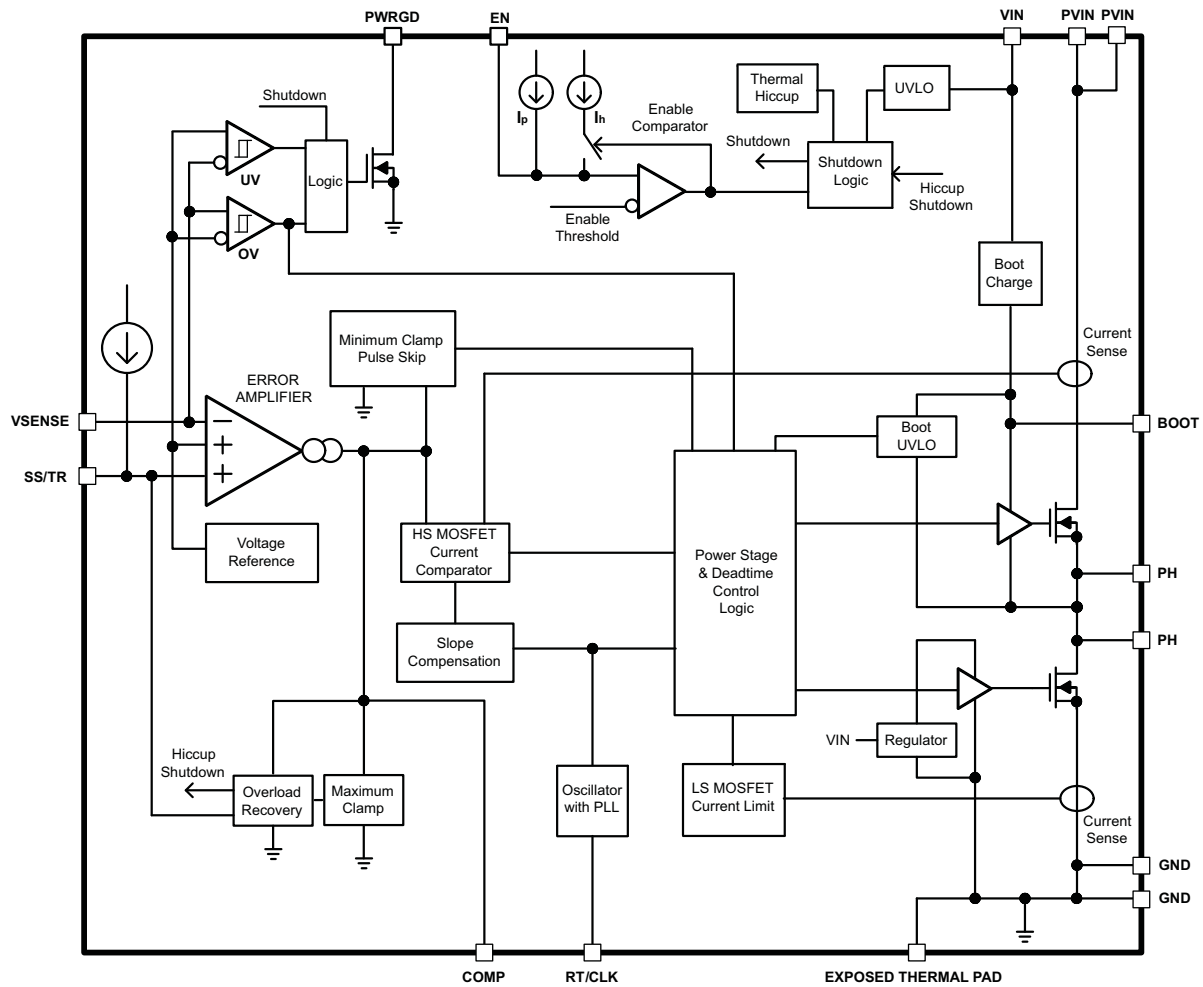 PWRGD
EN
VIN
PVIN
PVIN
Shutdown
Ip
Ih
Enable
Comparator
Thermal
Hiccup
UVLO
Shutdown
Shutdown
Logic
Hiccup
Shutdown
UV
Logic
OV
Enable
Threshold
Boot
Charge
Minimum Clamp
Pulse Skip
Current
Sense
ERROR
AMPLIFIER
VSENSE
SS/TR
Boot
UVLO
BOOT
Voltage
Reference
HS MOSFET
Current
Comparator
Power Stage
& Deadtime
Control
Logic
PH
Slope
Compensation
PH
VIN
Regulator
Hiccup
Shutdown
Overload
Recovery
Maximum
Clamp
Oscillator
with PLL
LS MOSFET
Current Limit
Current
Sense
GND
GND
COMP
RT/CLK
EXPOSED THERMAL PAD